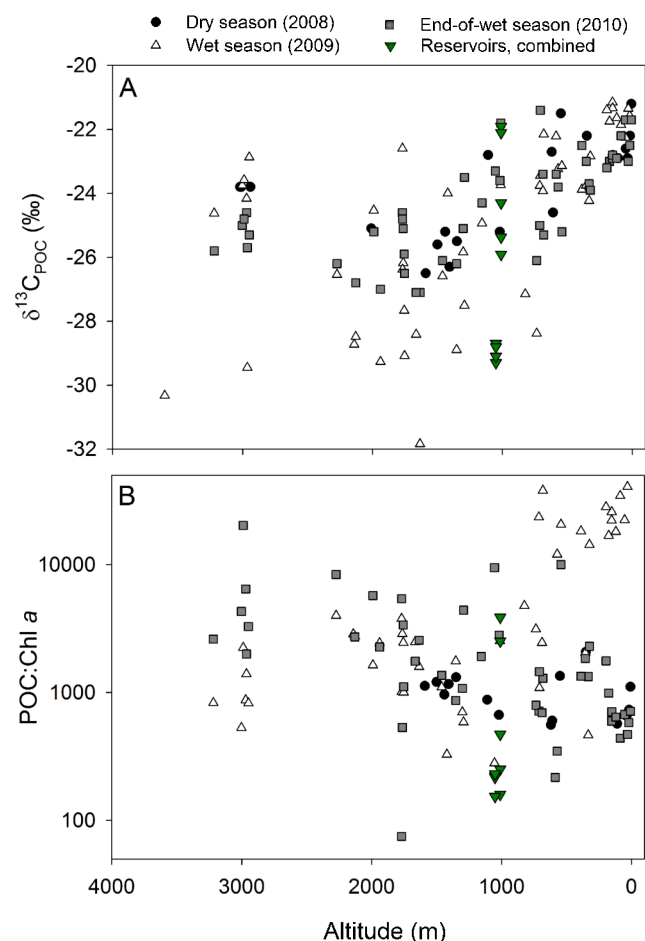 Dry season (2008) End-of-wet season (2010)
Wet season (2009) Reservoirs, combined
A
-20
-22
-24
-26
-28
-30
-32
δ¹³C_POC (‰)
B
10000
1000
100
POC:Chl a
4000 3000 2000 1000 0
Altitude (m)